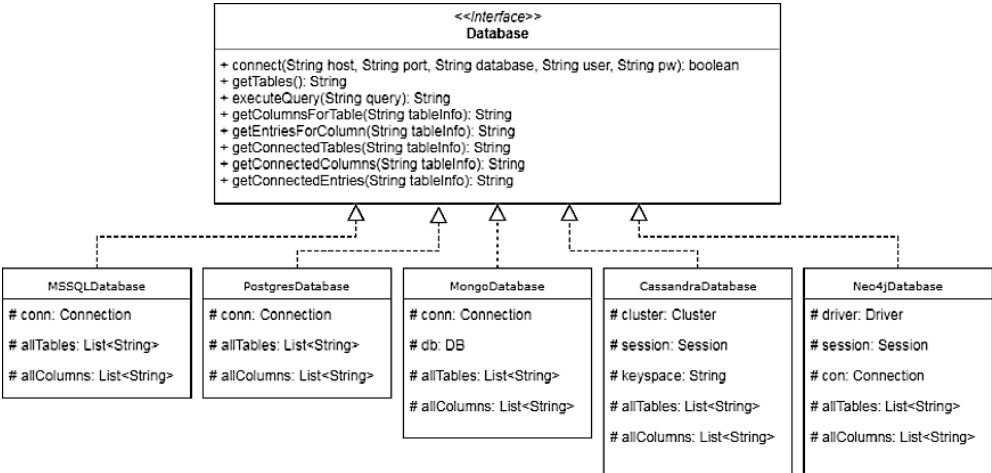 <<Interface>>
Database
+ connect(String host, String port, String database, String user, String pw): boolean
+ getTables(): String
+ executeQuery(String query): String
+ getColumnsForTable(String tableInfo): String
+ getEntriesForColumn(String tableInfo): String
+ getConnectedTables(String tableInfo): String
+ getConnectedColumns(String tableInfo): String
+ getConnectedEntries(String tableInfo): String
MSSQLDatabase
# conn: Connection
# allTables: List<String>
# allColumns: List<String>
PostgresDatabase
# conn: Connection
# allTables: List<String>
# allColumns: List<String>
MongoDatabase
# conn: Connection
# db: DB
# allTables: List<String>
# allColumns: List<String>
CassandraDatabase
# cluster: Cluster
# session: Session
# keyspace: String
# allTables: List<String>
# allColumns: List<String>
Neo4jDatabase
# driver: Driver
# session: Session
# con: Connection
# allTables: List<String>
# allColumns: List<String>